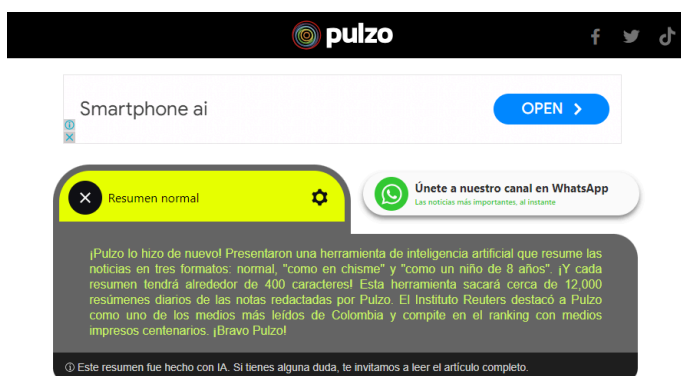 pulzo
Smartphone ai
OPEN
Resumen normal
Únete a nuestro canal en WhatsApp
Las noticias más importantes, al instante
¡Pulzo lo hizo de nuevo! Presentaron una herramienta de inteligencia artificial que resume las
noticias en tres formatos: normal, "como en chisme" y "como un niño de 8 años". ¡Y cada
resumen tendrá alrededor de 400 caracteres! Esta herramienta sacará cerca de 12,000
resúmenes diarios de las notas redactadas por Pulzo. El Instituto Reuters destacó a Pulzo
como uno de los medios más leídos de Colombia y compite en el ranking con medios
impresos centenarios. ¡Bravo Pulzo!
Este resumen fue hecho con IA. Si tienes alguna duda, te invitamos a leer el artículo completo.